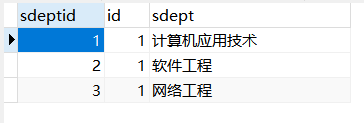 sdeptid id sdept
1 1 计算机应用技术
2 1 软件工程
3 1 网络工程